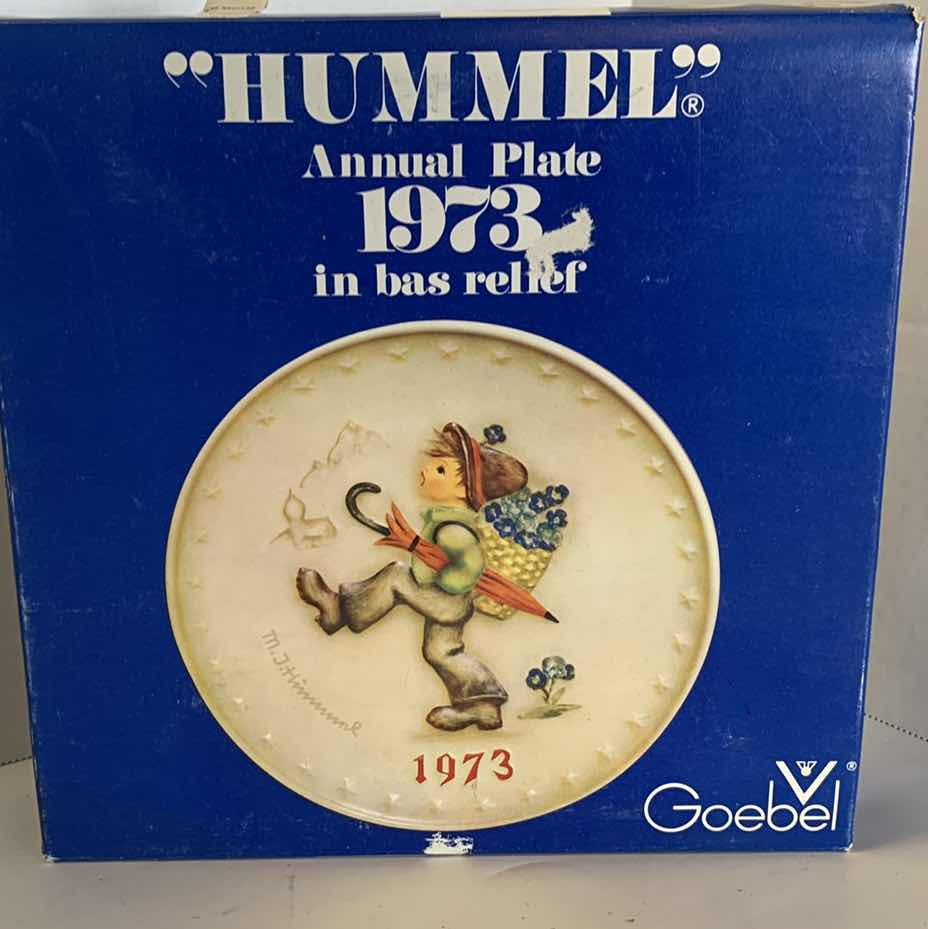 ”HUMMEL”®
Annual Plate
1973
in bas relief
M.J.Hummel
1973
Goebel®